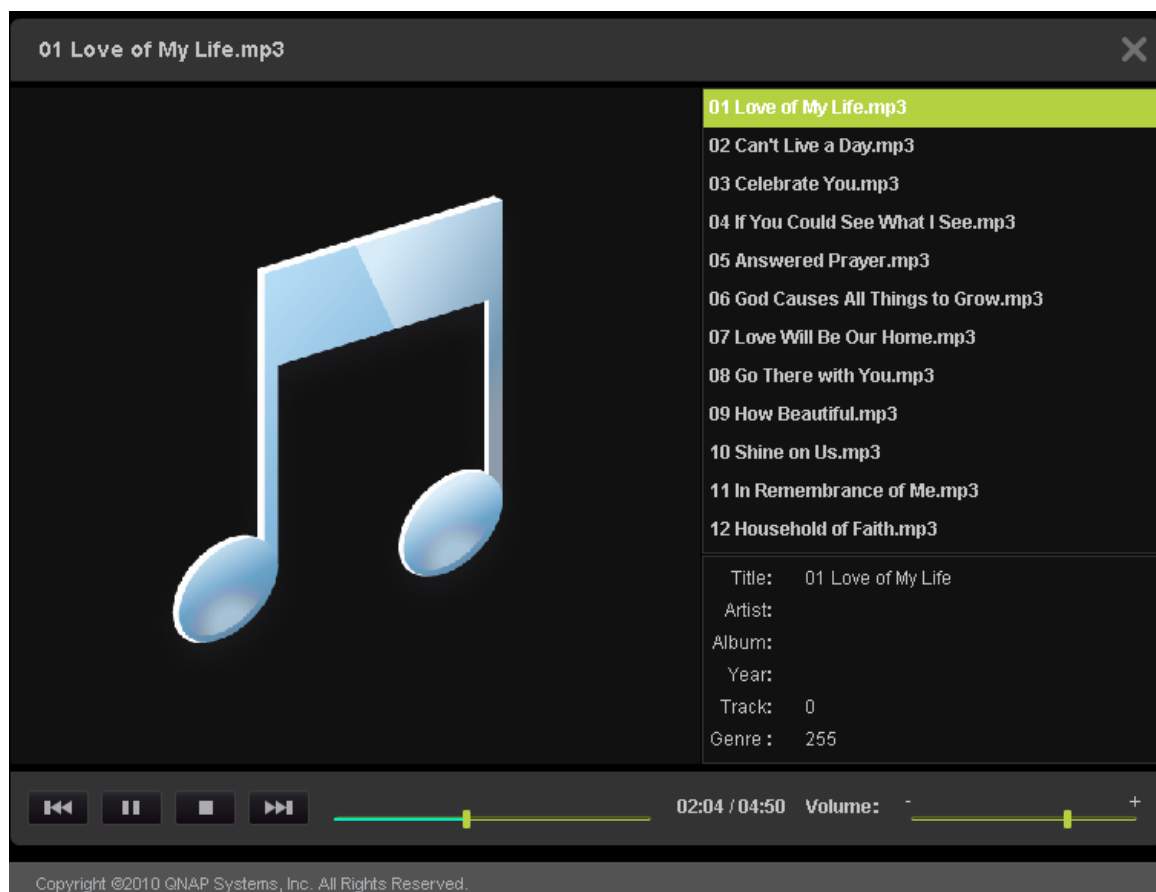 01 Love of My Life.mp3
01 Love of My Life.mp3
02 Can't Live a Day.mp3
03 Celebrate You.mp3
04 If You Could See What I See.mp3
05 Answered Prayer.mp3
06 God Causes All Things to Grow.mp3
07 Love Will Be Our Home.mp3
08 Go There with You.mp3
09 How Beautiful.mp3
10 Shine on Us.mp3
11 In Remembrance of Me.mp3
12 Household of Faith.mp3
Title: 01 Love of My Life
Artist:
Album:
Year:
Track: 0
Genre : 255
02:04 / 04:50 Volume: - +
Copyright ©2010 QNAP Systems, Inc. All Rights Reserved.